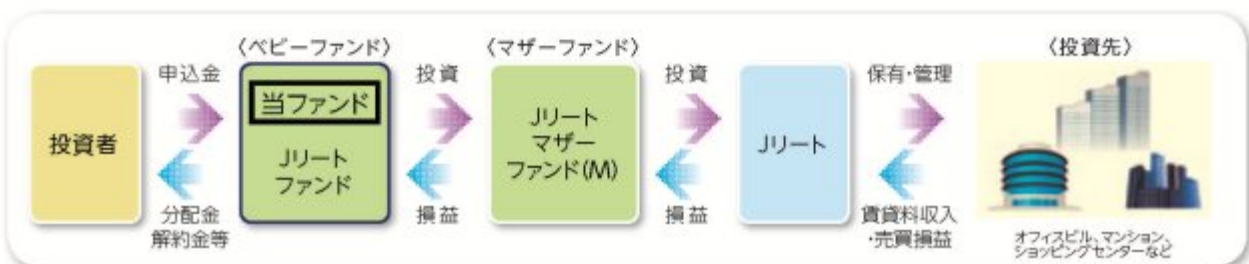 〈ベビーファンド〉
〈マザーファンド〉
〈投資先〉
投資者
申込金
分配金
解約金等
当ファンド
Jリート
ファンド
投資
損益
Jリート
マザー
ファンド(M)
投資
損益
Jリート
保有・管理
賃貸料収入
・売買損益
オフィスビル、マンション、
ショッピングセンターなど